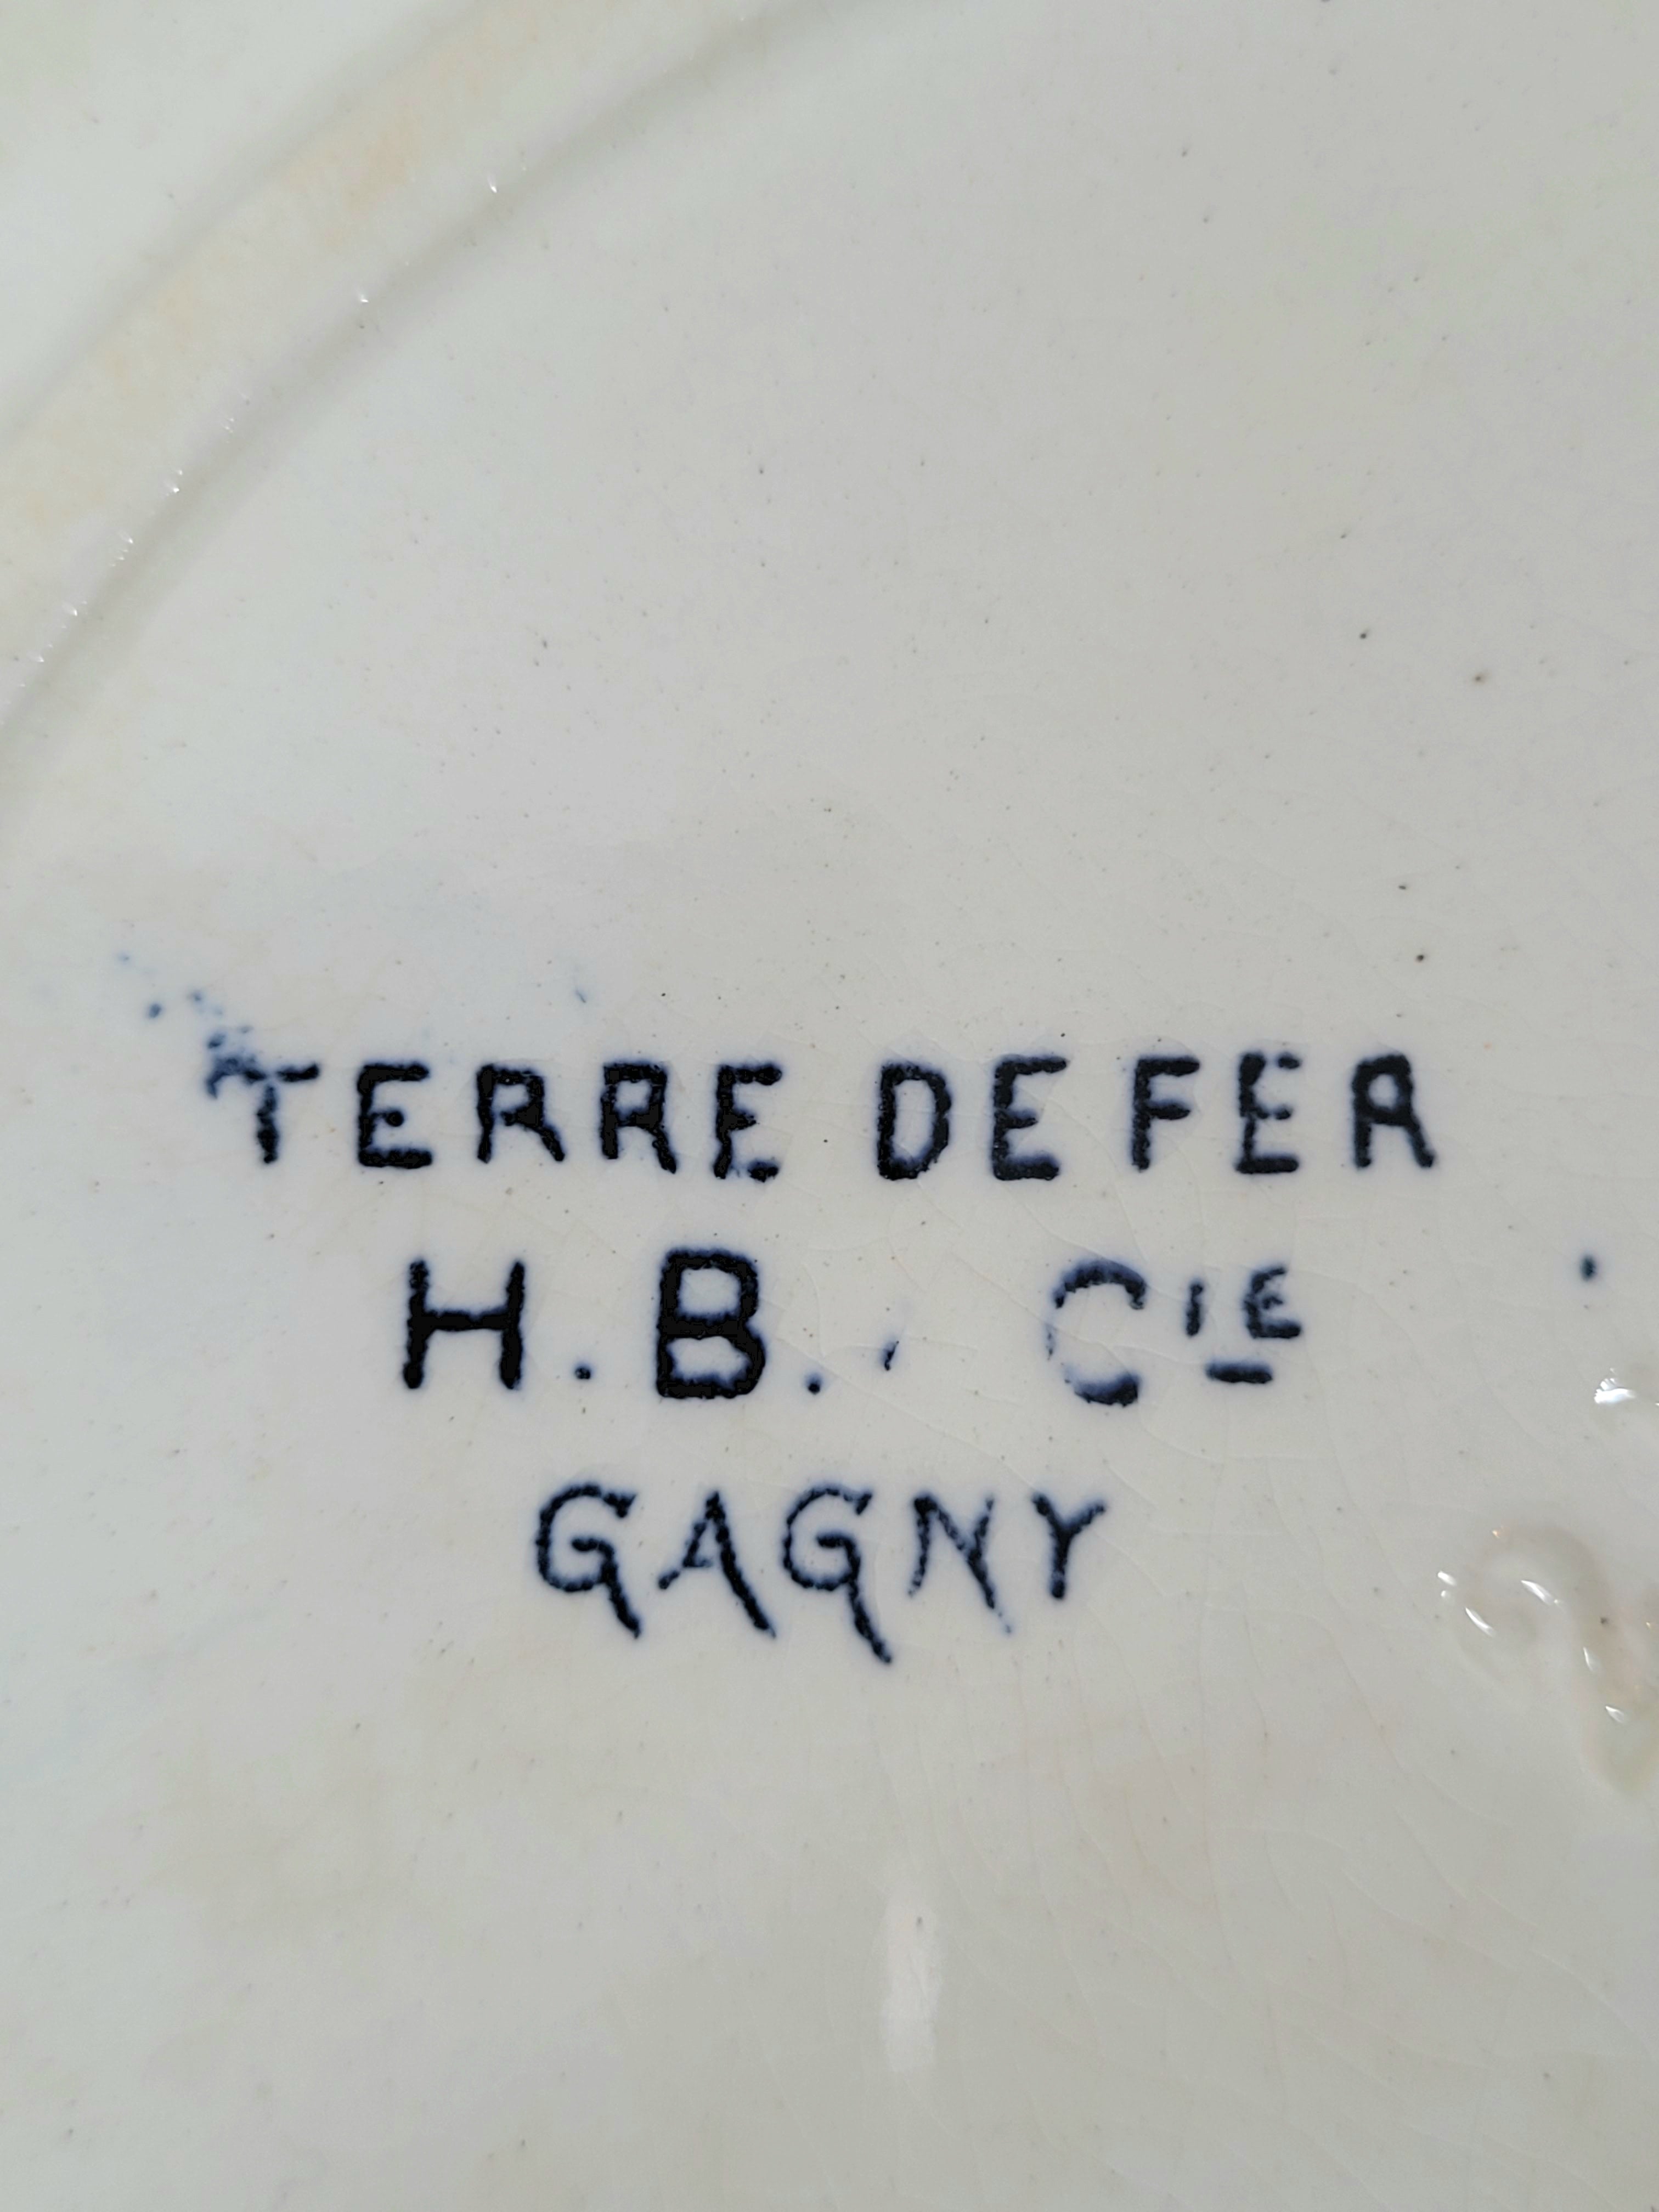 TERRE DE FER
H.B. Cie
GAGNY